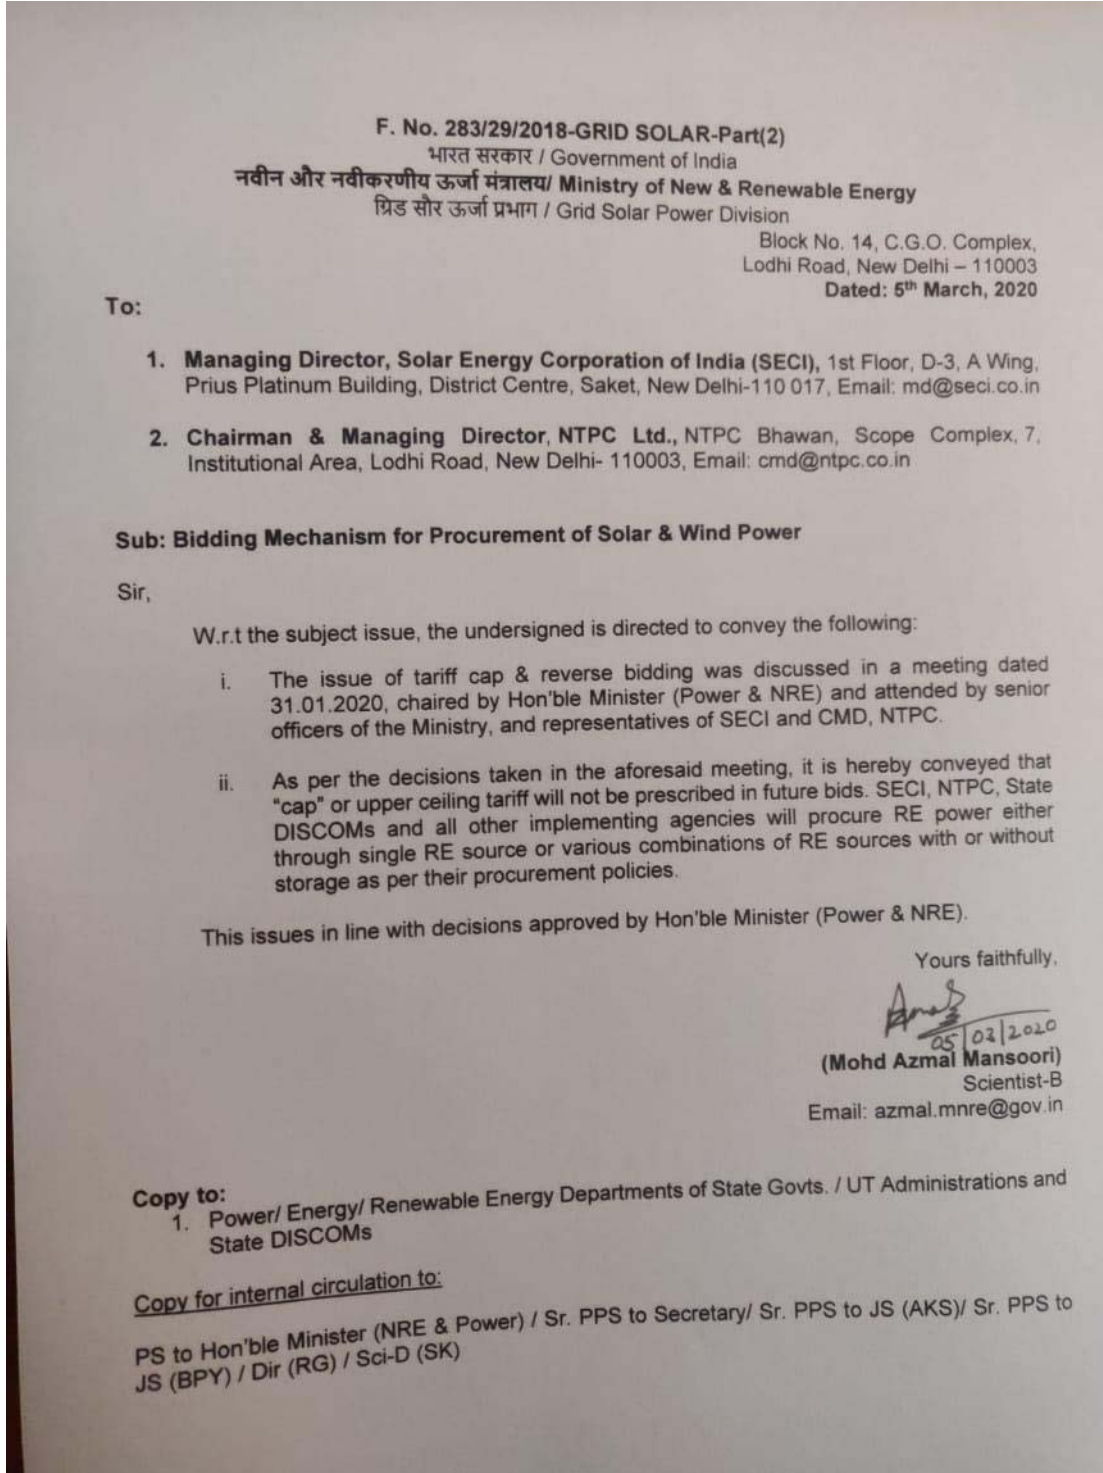 F. No. 283/29/2018-GRID SOLAR-Part(2)
भारत सरकार / Government of India
नवीन और नवीकरणीय ऊर्जा मंत्रालय/ Ministry of New & Renewable Energy
ग्रिड सौर ऊर्जा प्रभाग / Grid Solar Power Division
Block No. 14, C.G.O. Complex,
Lodhi Road, New Delhi – 110003
Dated: 5th March, 2020
To:
1. Managing Director, Solar Energy Corporation of India (SECI), 1st Floor, D-3, A Wing,
Prius Platinum Building, District Centre, Saket, New Delhi-110 017, Email: md@seci.co.in
2. Chairman & Managing Director, NTPC Ltd., NTPC Bhawan, Scope Complex, 7,
Institutional Area, Lodhi Road, New Delhi- 110003, Email: cmd@ntpc.co.in
Sub: Bidding Mechanism for Procurement of Solar & Wind Power
Sir,
W.r.t the subject issue, the undersigned is directed to convey the following:
i. The issue of tariff cap & reverse bidding was discussed in a meeting dated
31.01.2020, chaired by Hon'ble Minister (Power & NRE) and attended by senior
officers of the Ministry, and representatives of SECI and CMD, NTPC.
ii. As per the decisions taken in the aforesaid meeting, it is hereby conveyed that
"cap" or upper ceiling tariff will not be prescribed in future bids. SECI, NTPC, State
DISCOMs and all other implementing agencies will procure RE power either
through single RE source or various combinations of RE sources with or without
storage as per their procurement policies.
This issues in line with decisions approved by Hon'ble Minister (Power & NRE).
Yours faithfully,
05/03/2020
(Mohd Azmal Mansoori)
Scientist-B
Email: azmal.mnre@gov.in
Copy to:
1. Power/ Energy/ Renewable Energy Departments of State Govts. / UT Administrations and
State DISCOMs
Copy for internal circulation to:
PS to Hon'ble Minister (NRE & Power) / Sr. PPS to Secretary/ Sr. PPS to JS (AKS)/ Sr. PPS to
JS (BPY) / Dir (RG) / Sci-D (SK)